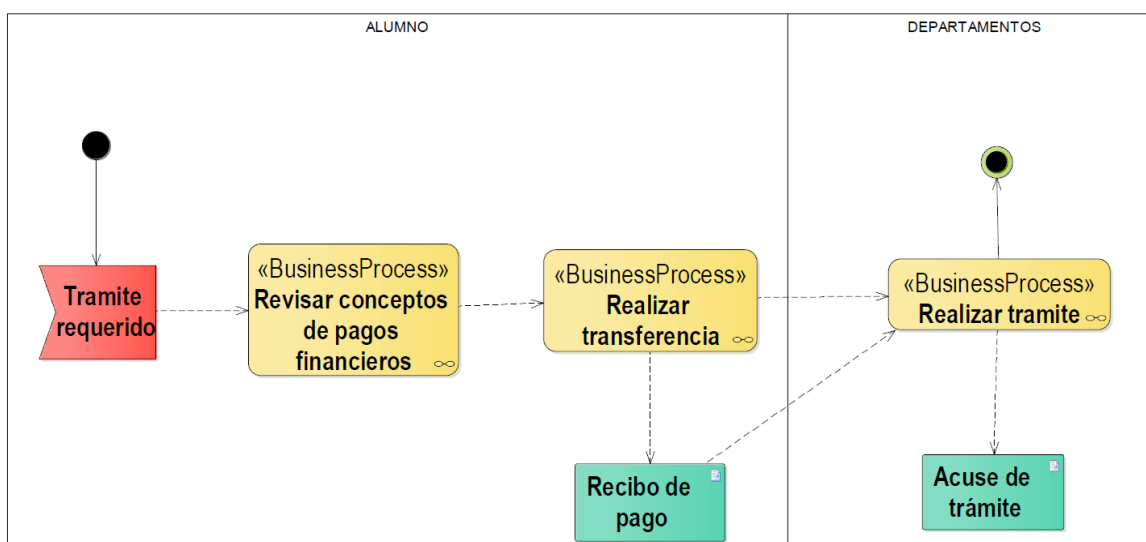 ALUMNO
DEPARTAMENTOS
Tramite
requerido
«BusinessProcess»
Revisar conceptos
de pagos
financieros
«BusinessProcess»
Realizar
transferencia
«BusinessProcess»
Realizar tramite
Recibo de
pago
Acuse de
trámite